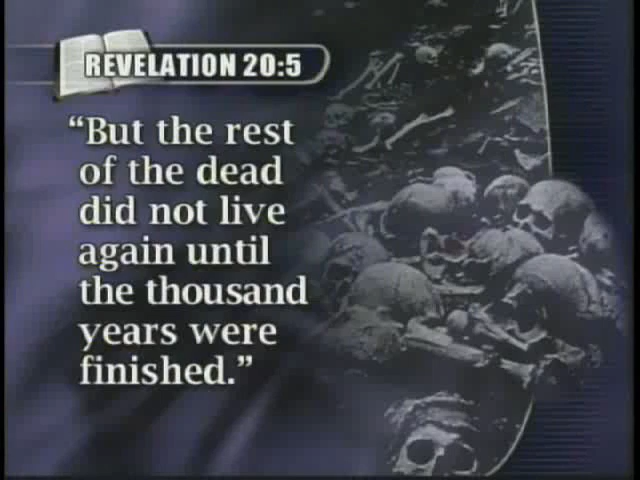 REVELATION 20:5
“But the rest
of the dead
did not live
again until
the thousand
years were
finished.”